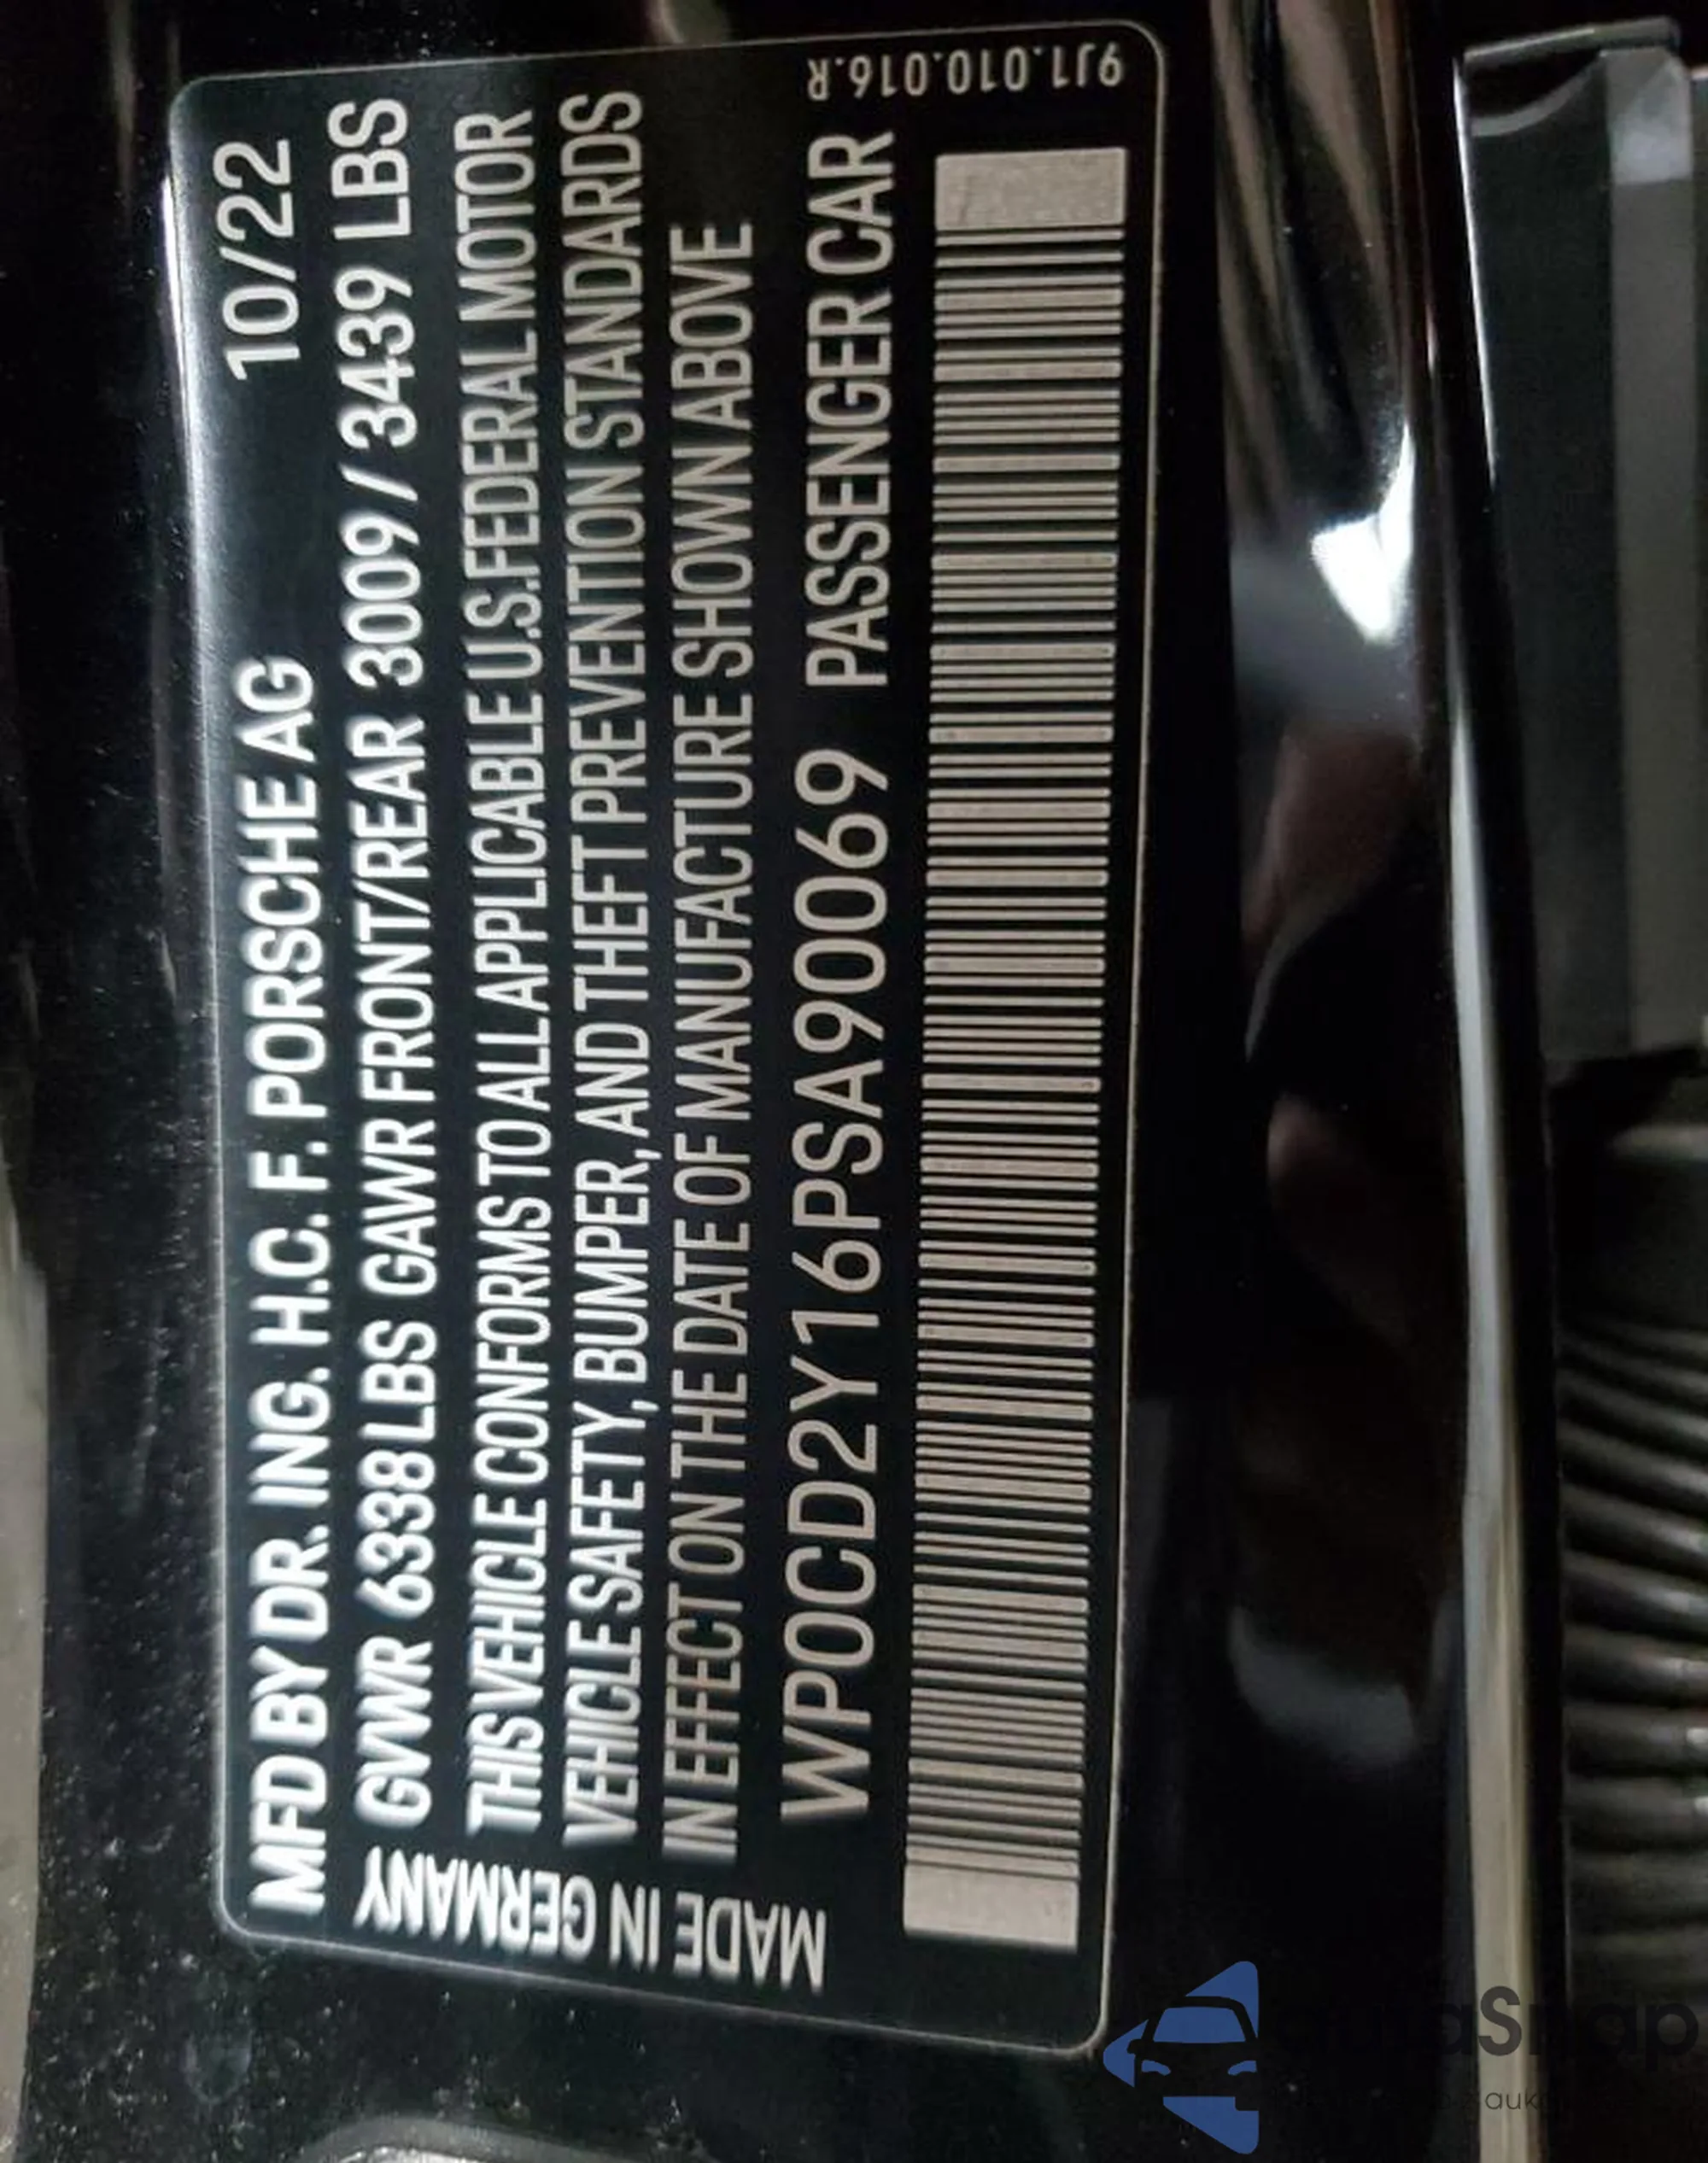 MFD BY DR. ING. H.C. F. PORSCHE AG 10/22
GVWR 6338 LBS GAWR FRONT/REAR 3009 / 3439 LBS
THIS VEHICLE CONFORMS TO ALL APPLICABLE U.S. FEDERAL MOTOR
VEHICLE SAFETY, BUMPER, AND THEFT PREVENTION STANDARDS
IN EFFECT ON THE DATE OF MANUFACTURE SHOWN ABOVE
WP0CD2Y16PSA90069 PASSENGER CAR
MADE IN GERMANY
9J1.010.016.R